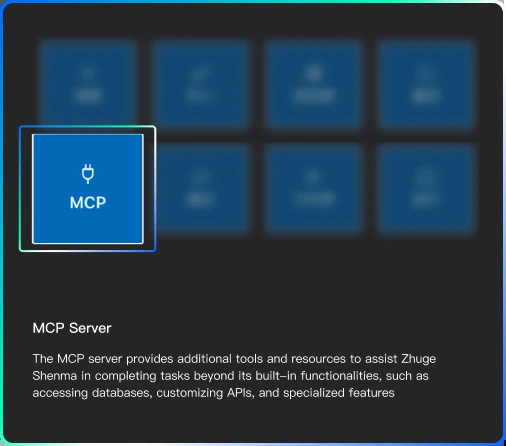 MCP
MCP Server
The MCP server provides additional tools and resources to assist Zhuge
Shenma in completing tasks beyond its built-in functionalities, such as
accessing databases, customizing APIs, and specialized features